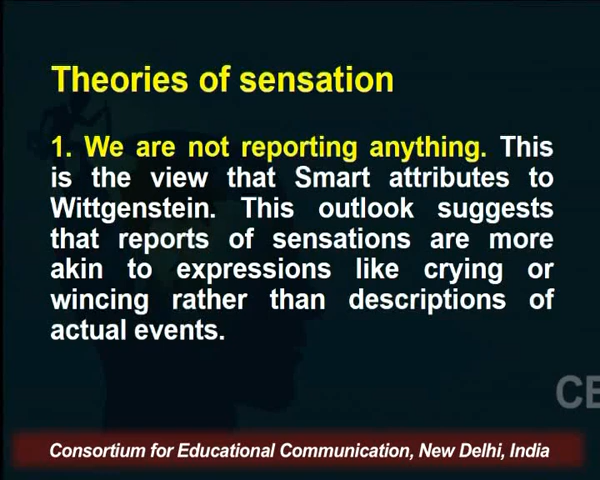 Theories of sensation
1. We are not reporting anything. This
is the view that Smart attributes to
Wittgenstein. This outlook suggests
that reports of sensations are more
akin to expressions like crying or
wincing rather than descriptions of
actual events.
CE
Consortium for Educational Communication, New Delhi, India